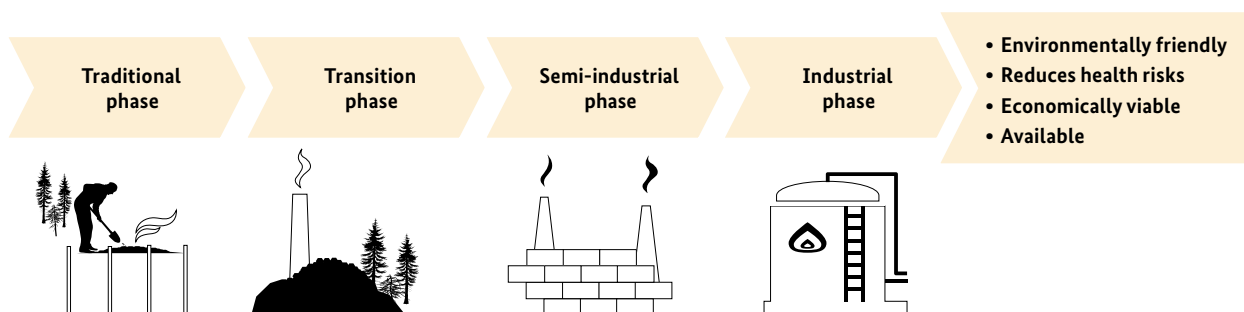 Traditional
phase
Transition
phase
Semi-industrial
phase
Industrial
phase
• Environmentally friendly
• Reduces health risks
• Economically viable
• Available